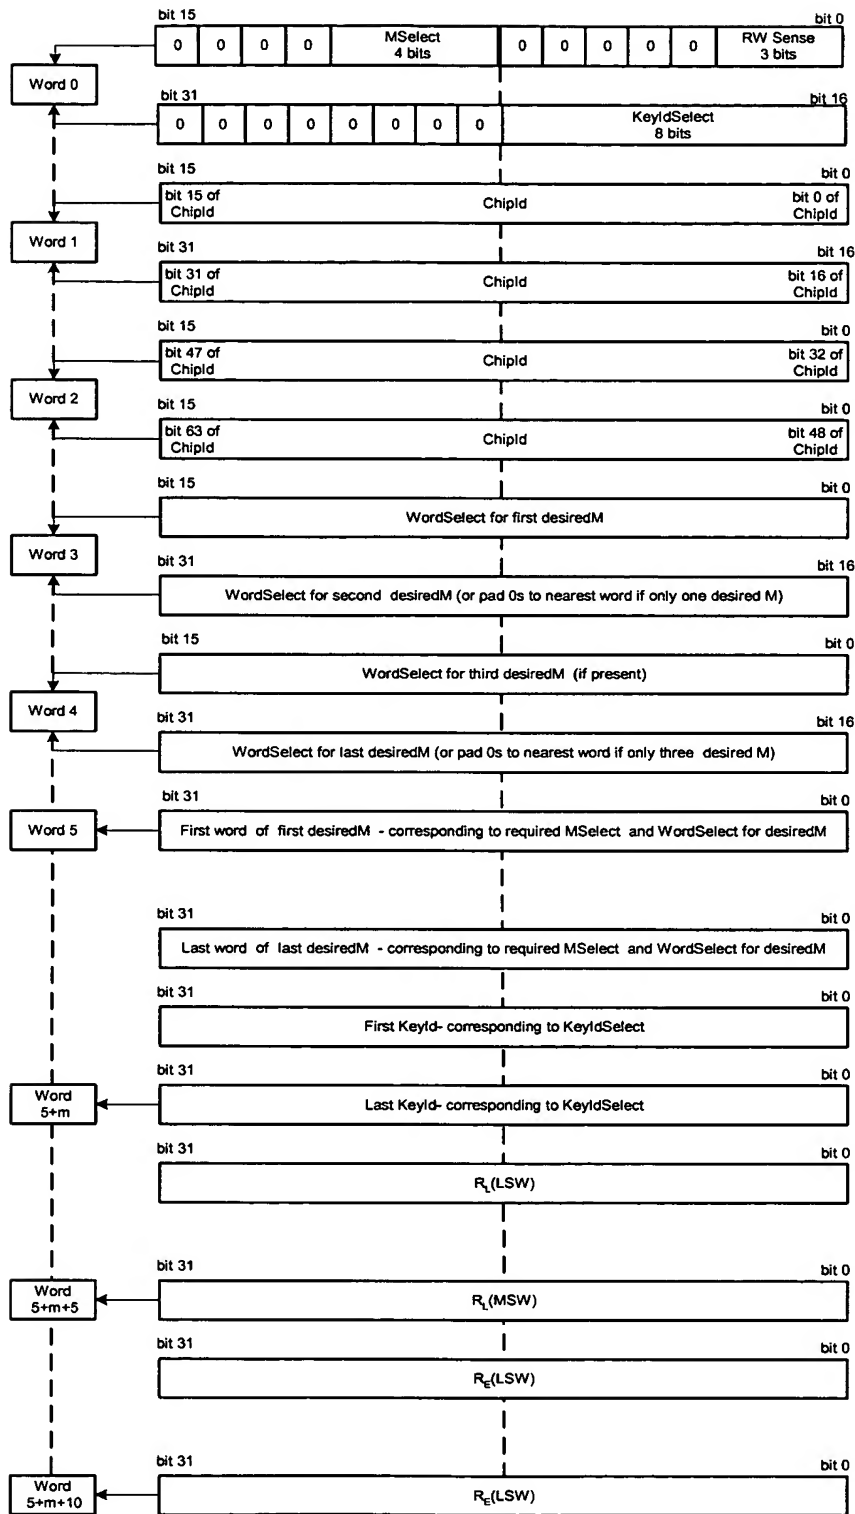 bit 15 bit 0
0 0 0 0 MSelect 4 bits 0 0 0 0 0 RW Sense 3 bits
Word 0
bit 31 bit 16
0 0 0 0 0 0 0 0 KeyIdSelect 8 bits
bit 15 bit 0
bit 15 of ChipId ChipId bit 0 of ChipId
Word 1
bit 31 bit 16
bit 31 of ChipId ChipId bit 16 of ChipId
bit 15 bit 0
bit 47 of ChipId ChipId bit 32 of ChipId
Word 2
bit 15 bit 0
bit 63 of ChipId ChipId bit 48 of ChipId
bit 15 bit 0
WordSelect for first desiredM
Word 3
bit 31 bit 16
WordSelect for second desiredM (or pad 0s to nearest word if only one desired M)
bit 15 bit 0
WordSelect for third desiredM (if present)
Word 4
bit 31 bit 16
WordSelect for last desiredM (or pad 0s to nearest word if only three desired M)
bit 31 bit 0
Word 5 First word of first desiredM - corresponding to required MSelect and WordSelect for desiredM
bit 31 bit 0
Last word of last desiredM - corresponding to required MSelect and WordSelect for desiredM
bit 31 bit 0
First KeyId- corresponding to KeyIdSelect
bit 31 bit 0
Word 5+m Last KeyId- corresponding to KeyIdSelect
bit 31 bit 0
RL(LSW)
bit 31 bit 0
Word 5+m+5 RL(MSW)
bit 31 bit 0
RE(LSW)
bit 31 bit 0
Word 5+m+10 RE(LSW)